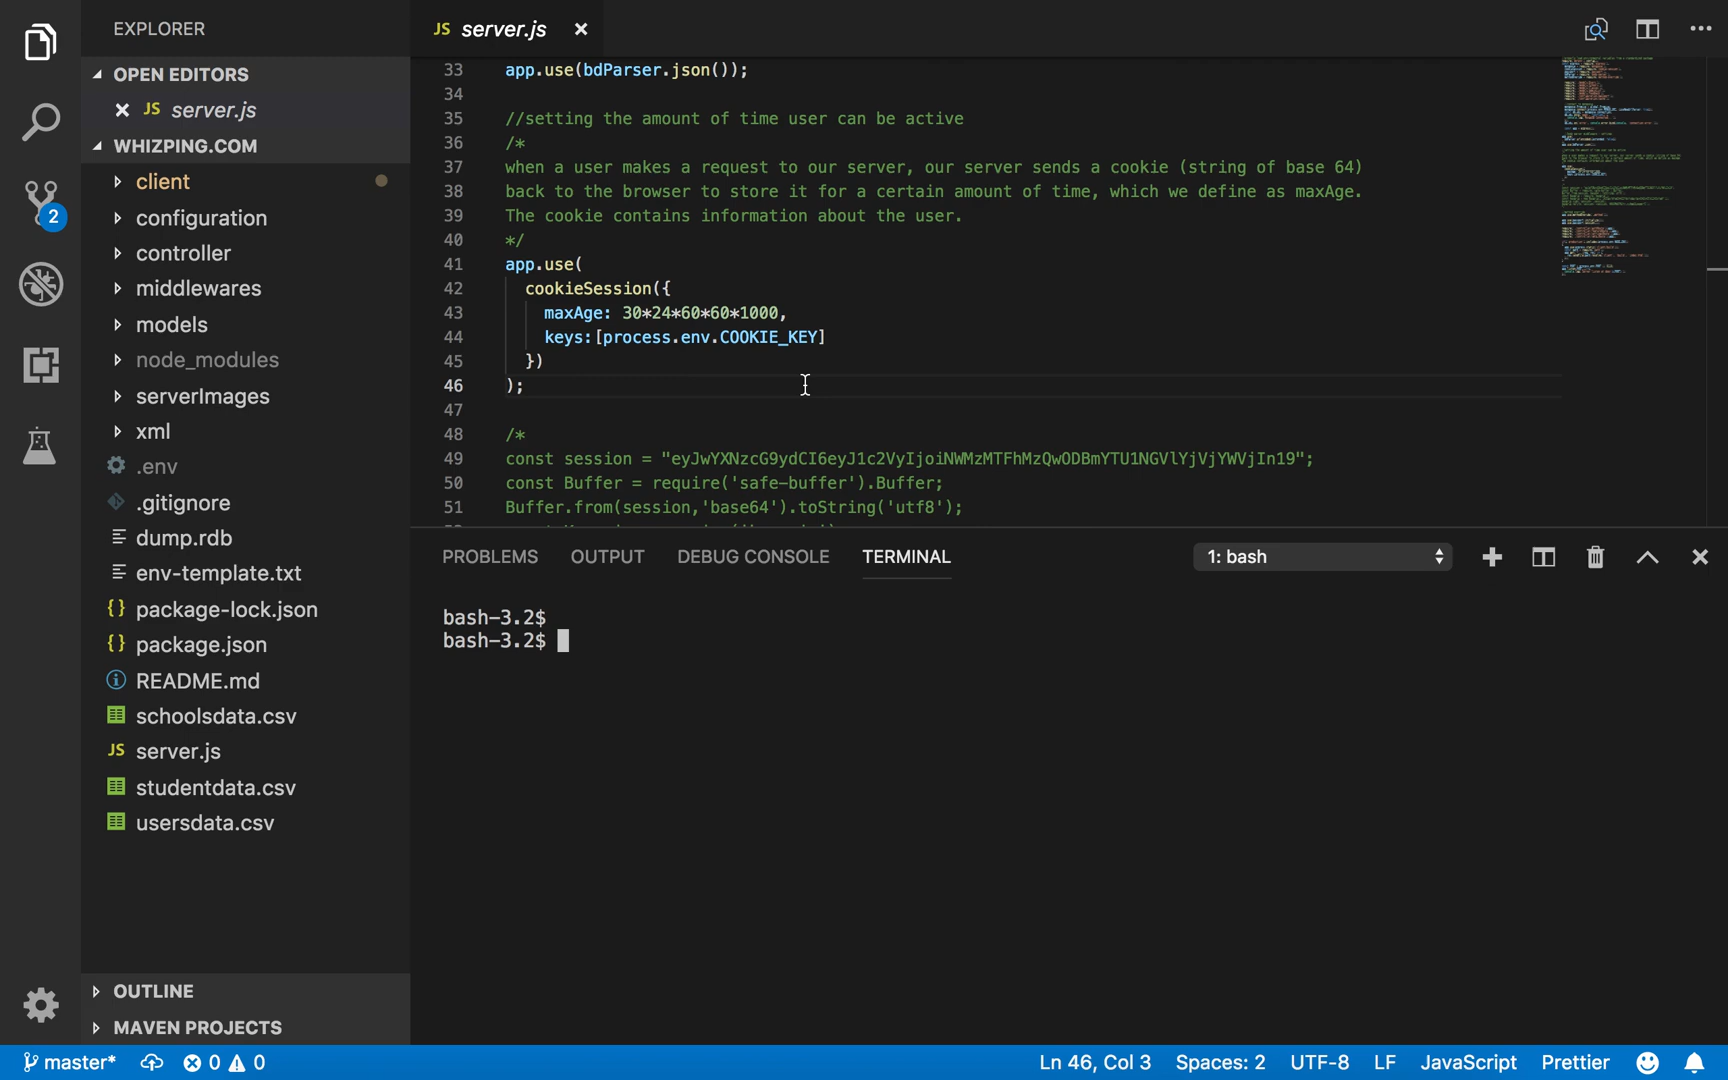 EXPLORER
OPEN EDITORS
JS server.js
WHIZPING.COM
client
configuration
controller
middlewares
models
node_modules
serverImages
xml
.env
.gitignore
dump.rdb
env-template.txt
{} package-lock.json
{} package.json
README.md
schoolsdata.csv
JS server.js
studentdata.csv
usersdata.csv
OUTLINE
MAVEN PROJECTS
2
JS server.js
33 app.use(bdParser.json());
34
35 //setting the amount of time user can be active
36 /*
37 when a user makes a request to our server, our server sends a cookie (string of base 64)
38 back to the browser to store it for a certain amount of time, which we define as maxAge.
39 The cookie contains information about the user.
40 */
41 app.use(
42 cookieSession({
43 maxAge: 30*24*60*60*1000,
44 keys:[process.env.COOKIE_KEY]
45 })
46 );
47
48 /*
49 const session = "eyJwYXNzcG9ydCI6eyJ1c2VyIjoiNWMzMTFhMzQwODBmYTU1NGVlYjVjYWVjIn19";
50 const Buffer = require('safe-buffer').Buffer;
51 Buffer.from(session,'base64').toString('utf8');
PROBLEMS OUTPUT DEBUG CONSOLE TERMINAL 1: bash
bash-3.2$
bash-3.2$
master* 0 0 Ln 46, Col 3 Spaces: 2 UTF-8 LF JavaScript Prettier